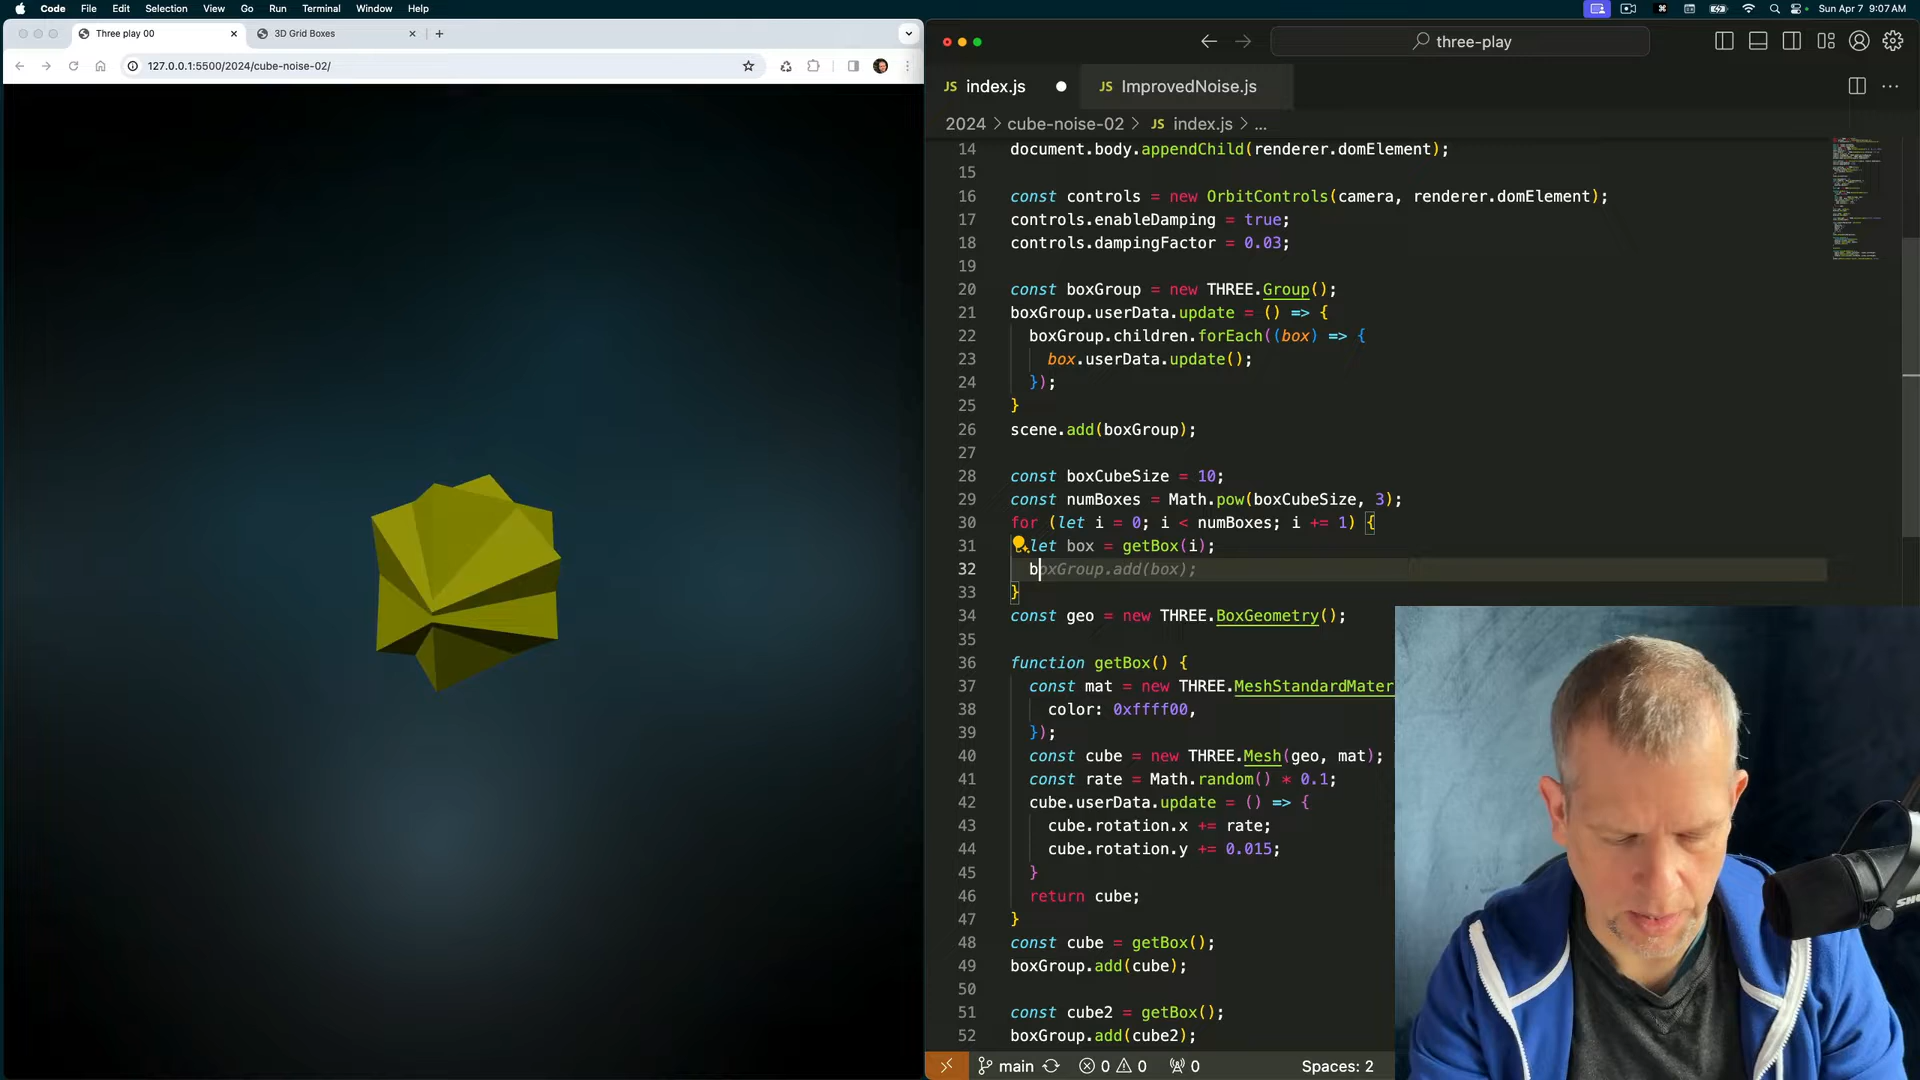 Code File Edit Selection View Go Run Terminal Window Help
Sun Apr 7 9:07 AM
Three play 00
3D Grid Boxes
127.0.0.1:5500/2024/cube-noise-02/
three-play
JS index.js
JS ImprovedNoise.js
2024 > cube-noise-02 > JS index.js > ...
14 document.body.appendChild(renderer.domElement);
15
16 const controls = new OrbitControls(camera, renderer.domElement);
17 controls.enableDamping = true;
18 controls.dampingFactor = 0.03;
19
20 const boxGroup = new THREE.Group();
21 boxGroup.userData.update = () => {
22 boxGroup.children.forEach((box) => {
23 box.userData.update();
24 });
25 }
26 scene.add(boxGroup);
27
28 const boxCubeSize = 10;
29 const numBoxes = Math.pow(boxCubeSize, 3);
30 for (let i = 0; i < numBoxes; i += 1) {
31 let box = getBox(i);
32 boxGroup.add(box);
33 }
34 const geo = new THREE.BoxGeometry();
35
36 function getBox() {
37 const mat = new THREE.MeshStandardMater
38 color: 0xffff00,
39 });
40 const cube = new THREE.Mesh(geo, mat);
41 const rate = Math.random() * 0.1;
42 cube.userData.update = () => {
43 cube.rotation.x += rate;
44 cube.rotation.y += 0.015;
45 }
46 return cube;
47 }
48 const cube = getBox();
49 boxGroup.add(cube);
50
51 const cube2 = getBox();
52 boxGroup.add(cube2);
main 0 0 0 Spaces: 2